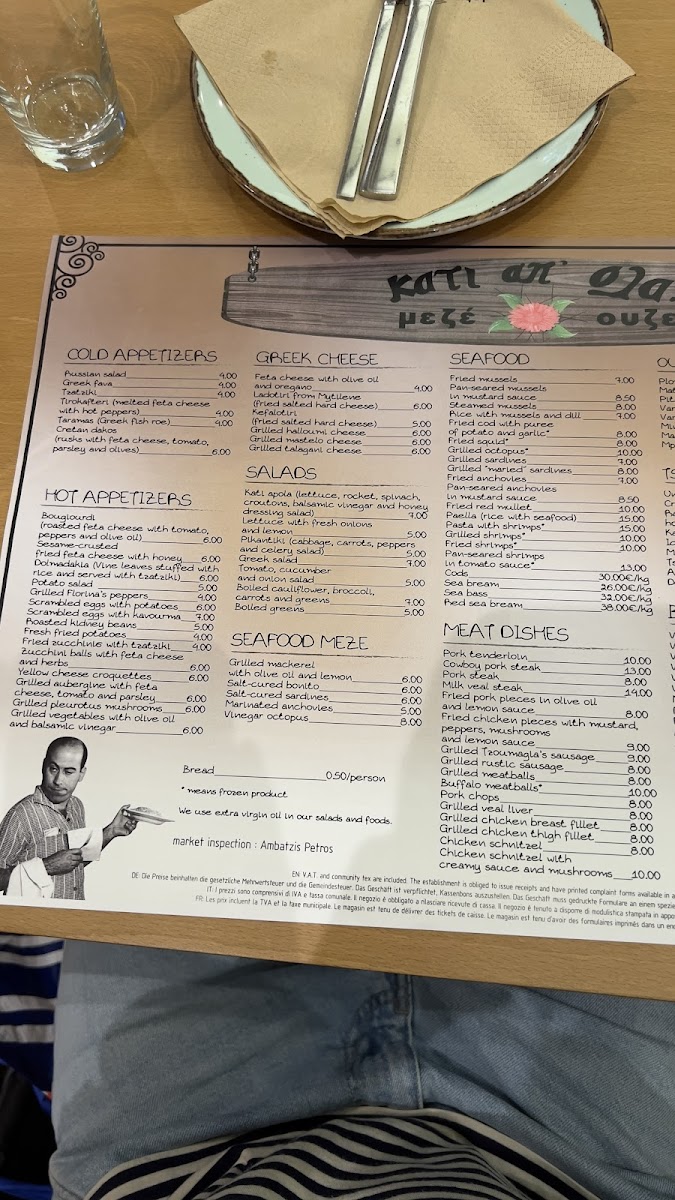 κατι απ' ολα
μεζέ ουζε
COLD APPETIZERS
Russian salad 4.00
Greek fava 4.00
Tzatziki 4.00
Tirokafteri (melted feta cheese
with hot peppers) 4.00
Taramas (Greek fish roe) 4.00
Cretan dakos
(rusks with feta cheese, tomato,
parsley and olives) 6.00
HOT APPETIZERS
Bougiourdi
(roasted feta cheese with tomato,
peppers and olive oil) 6.00
Sesame-crusted
fried feta cheese with honey 6.00
Dolmadakia (Vine leaves stuffed with
rice and served with tzatziki) 6.00
Potato salad 5.00
Grilled Florina's peppers 4.00
Scrambled eggs with potatoes 6.00
Scrambled eggs with kavourma 7.00
Roasted kidney beans 5.00
Fresh fried potatoes 4.00
Fried zucchinis with tzatziki 4.00
Zucchini balls with feta cheese
and herbs 6.00
Yellow cheese croquettes 6.00
Grilled aubergine with feta
cheese, tomato and parsley 6.00
Grilled pleurotus mushrooms 5.00
Grilled vegetables with olive oil
and balsamic vinegar 6.00
GREEK CHEESE
Feta cheese with olive oil
and oregano 4.00
Ladotiri from Mytilene
(fried salted hard cheese) 6.00
Kefalotiri
(fried salted hard cheese) 5.00
Grilled halloumi cheese 6.00
Grilled mastelo cheese 6.00
Grilled talagani cheese 6.00
SALADS
Kati apola (lettuce, rocket, spinach,
croutons, balsamic vinegar and honey
dressing salad) 7.00
Lettuce with fresh onions
and lemon 5.00
Pikantiki (cabbage, carrots, peppers
and celery salad) 5.00
Greek salad 7.00
Tomato, cucumber
and onion salad 5.00
Boiled cauliflower, broccoli,
carrots and greens 7.00
Boiled greens 5.00
SEAFOOD MEZE
Grilled mackerel
with olive oil and lemon 6.00
Salt-cured bonito 6.00
Salt-cured sardines 6.00
Marinated anchovies 5.00
Vinegar octopus 8.00
Bread 0.50/person
* means frozen product
We use extra virgin oil in our salads and foods.
market inspection : Ambatzis Petros
SEAFOOD
Fried mussels 7.00
Pan-seared mussels
in mustard sauce 8.50
Steamed mussels 8.00
Rice with mussels and dill 7.00
Fried cod with puree
of potato and garlic* 8.00
Fried squid* 8.00
Grilled octopus* 10.00
Grilled sardines 7.00
Grilled "maried" sardines 8.00
Fried anchovies 7.00
Pan-seared anchovies
in mustard sauce 8.50
Fried red mullet 10.00
Paella (rice with seafood) 15.00
Pasta with shrimps* 15.00
Grilled shrimps* 10.00
Fried shrimps* 10.00
Pan-seared shrimps
in tomato sauce* 13.00
Cods 30.00€/kg
Sea bream 26.00€/kg
Sea bass 32.00€/kg
Red sea bream 38.00€/kg
MEAT DISHES
Pork tenderloin 10.00
Cowboy pork steak 13.00
Pork steak 8.00
Milk veal steak 14.00
Fried pork pieces in olive oil
and lemon sauce 8.00
Fried chicken pieces with mustard,
peppers, mushrooms
and lemon sauce 9.00
Grilled Tzoumagia's sausage 9.00
Grilled rustic sausage 8.00
Grilled meatballs 8.00
Buffalo meatballs* 10.00
Pork chops 8.00
Grilled veal liver 8.00
Grilled chicken breast fillet 8.00
Grilled chicken thigh fillet 8.00
Chicken schnitzel 8.00
Chicken schnitzel with
creamy sauce and mushrooms 10.00
EN: V.A.T. and community fex are included. The establishment is obliged to issue receipts and have printed complaint forms available in a
DE: Die Preise beinhalten die gesetzliche Mehrwertsteuer und die Gemeindesteuer. Das Geschäft ist verpflichtet, Kassenbons auszustellen. Das Geschäft muss gedruckte Formulare an einem spezie
IT: I prezzi sono comprensivi di IVA e tassa comunale. Il negozio è obbligato a rilasciare ricevute di cassa. Il negozio è tenuto a disporre di modulistica stampata in appo
FR: Les prix incluent la TVA et la taxe municipale. Le magasin est tenu de délivrer des tickets de caisse. Le magasin est tenu d'avoir des formulaires imprimés dans un en